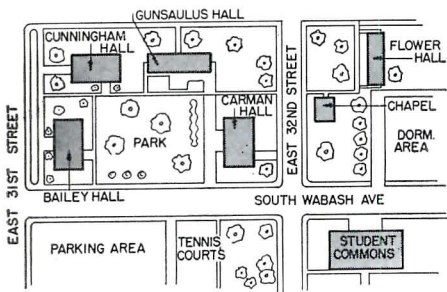 GUNSAULUS HALL
CUNNINGHAM
HALL
FLOWER
HALL
EAST 32ND STREET
CARMAN
HALL
CHAPEL
PARK
DORM.
AREA
EAST 31ST STREET
BAILEY HALL
SOUTH WABASH AVE
PARKING AREA
TENNIS
COURTS
STUDENT
COMMONS